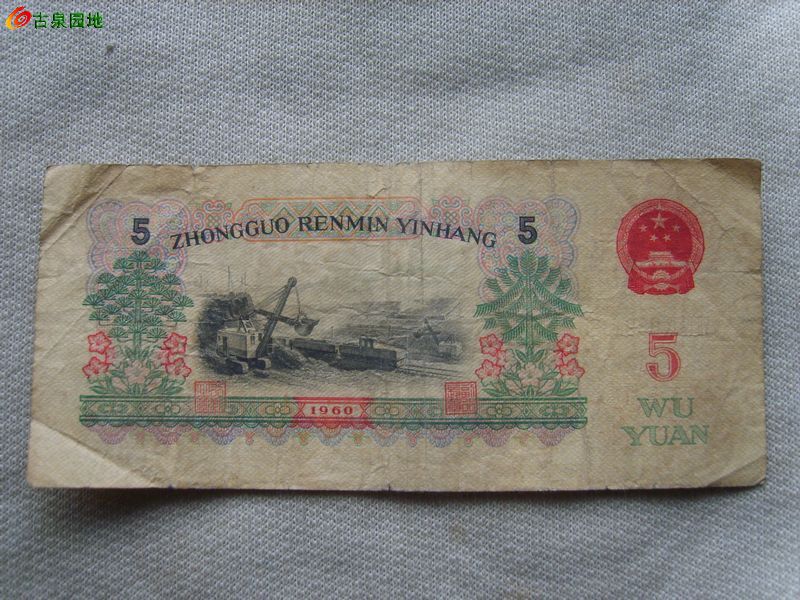 古泉园地
5 ZHONGGUO RENMIN YINHANG 5
5
WU
YUAN
1960